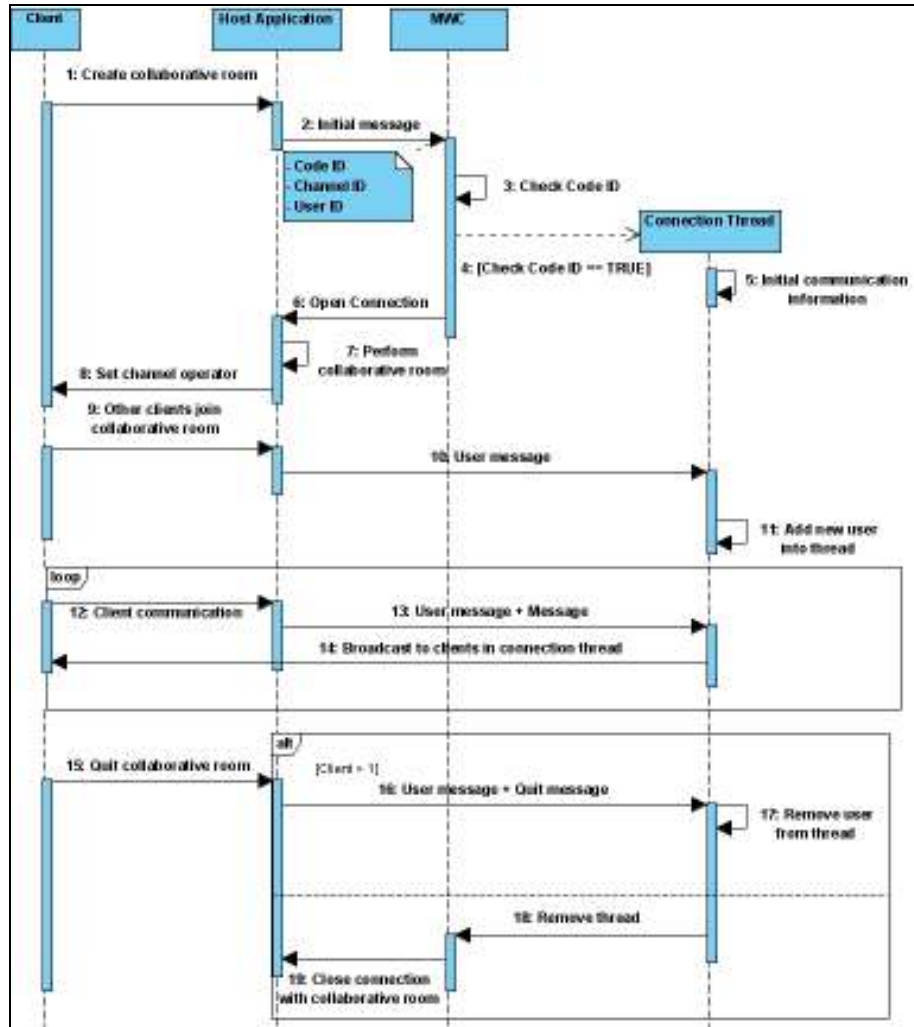 Client
Host Application
MWC
1: Create collaborative room
2: Initial message
- Code ID
- Channel ID
- User ID
3: Check Code ID
Connection Thread
4: [Check Code ID == TRUE]
5: Initial communication
information
6: Open Connection
7: Perform
collaborative room
8: Set channel operator
9: Other clients join
collaborative room
10: User message
11: Add new user
into thread
loop
12: Client communication
13: User message + Message
14: Broadcast to clients in connection thread
alt
15: Quit collaborative room
16: User message + Quit message
17: Remove user
from thread
18: Remove thread
19: Close connection
with collaborative room